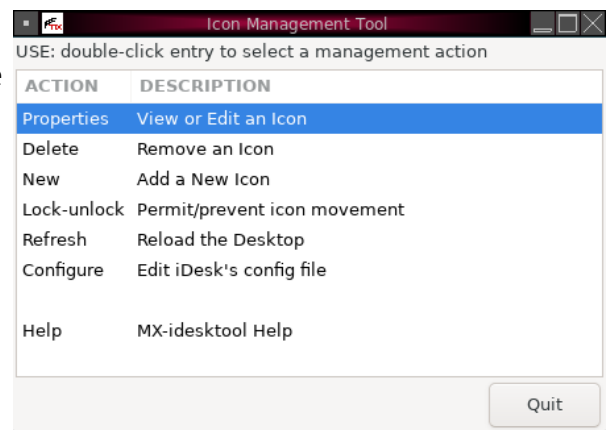 Icon Management Tool
USE: double-click entry to select a management action
ACTION DESCRIPTION
Properties View or Edit an Icon
Delete Remove an Icon
New Add a New Icon
Lock-unlock Permit/prevent icon movement
Refresh Reload the Desktop
Configure Edit iDesk's config file
Help MX-idesktool Help
Quit